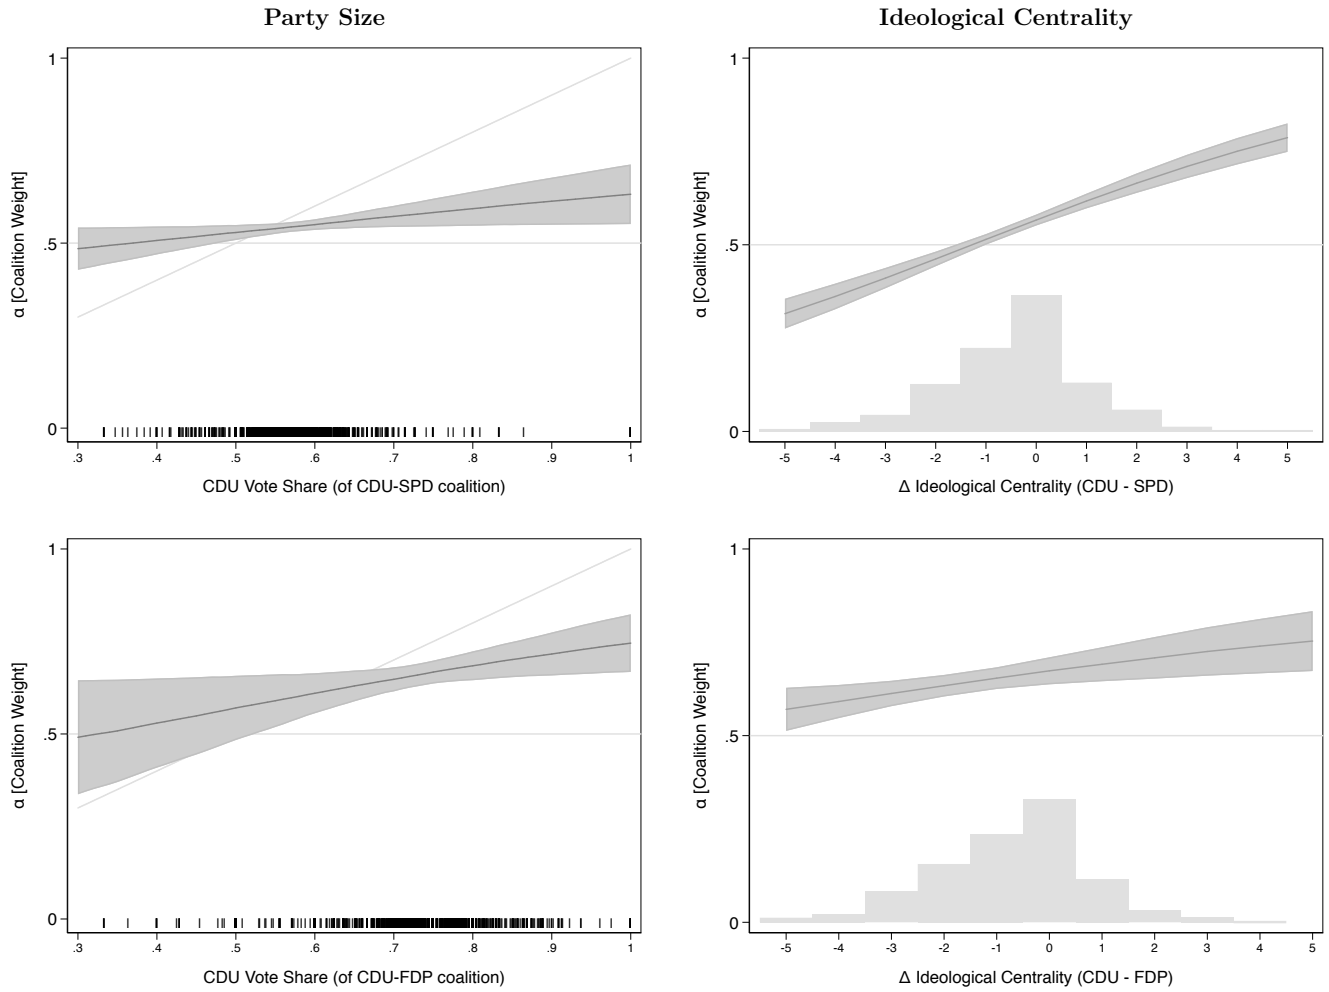 Party Size
Ideological Centrality
1
.5
0
α [Coalition Weight]
.3 .4 .5 .6 .7 .8 .9 1
CDU Vote Share (of CDU-SPD coalition)
1
.5
0
α [Coalition Weight]
-5 -4 -3 -2 -1 0 1 2 3 4 5
Δ Ideological Centrality (CDU - SPD)
1
.5
0
α [Coalition Weight]
.3 .4 .5 .6 .7 .8 .9 1
CDU Vote Share (of CDU-FDP coalition)
1
.5
0
α [Coalition Weight]
-5 -4 -3 -2 -1 0 1 2 3 4 5
Δ Ideological Centrality (CDU - FDP)